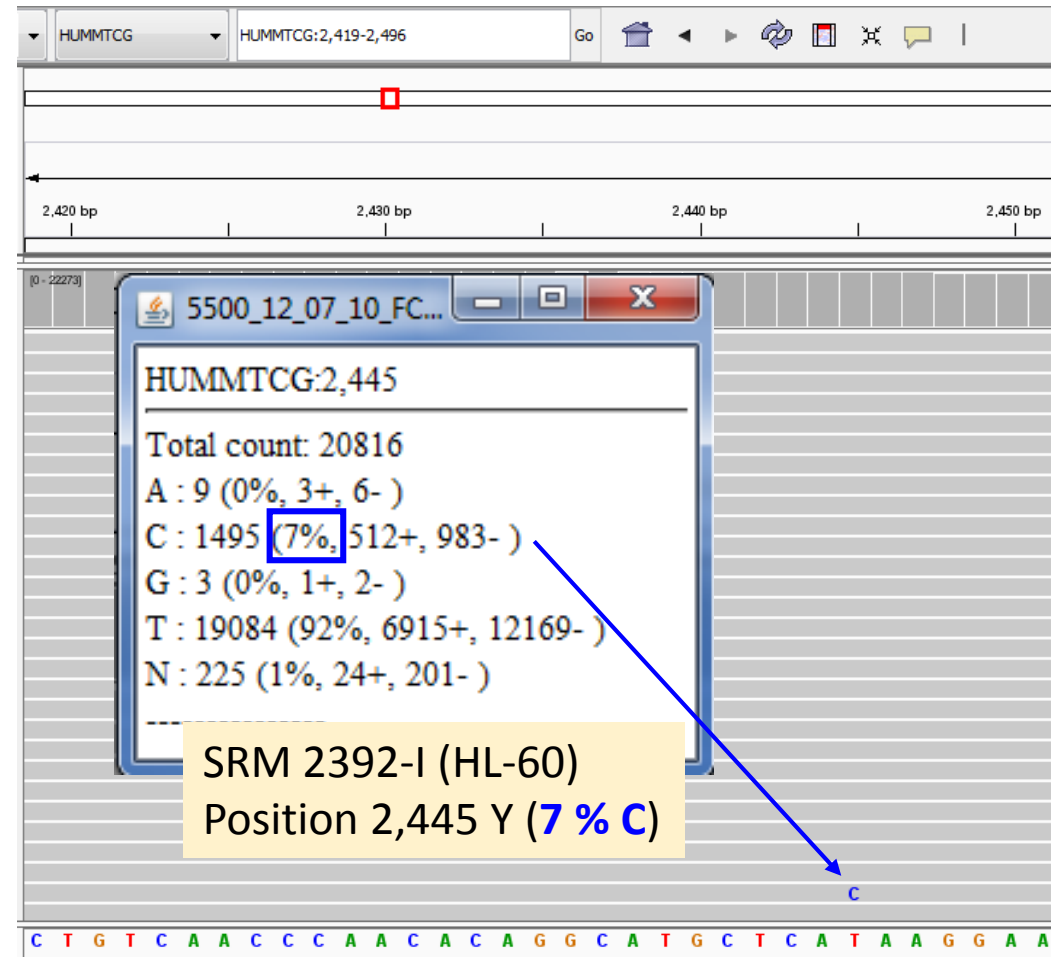 HUMMTCG HUMMTCG:2,419-2,496 Go
2,420 bp 2,430 bp 2,440 bp 2,450 bp
[0 - 22273]
5500_12_07_10_FC...
HUMMTCG:2,445
Total count: 20816
A : 9 (0%, 3+, 6- )
C : 1495 (7%, 512+, 983- )
G : 3 (0%, 1+, 2- )
T : 19084 (92%, 6915+, 12169- )
N : 225 (1%, 24+, 201- )
---------------
SRM 2392-I (HL-60)
Position 2,445 Y (7 % C)
C
C T G T C A A C C C A A C A C A G G C A T G C T C A T A A G G A A